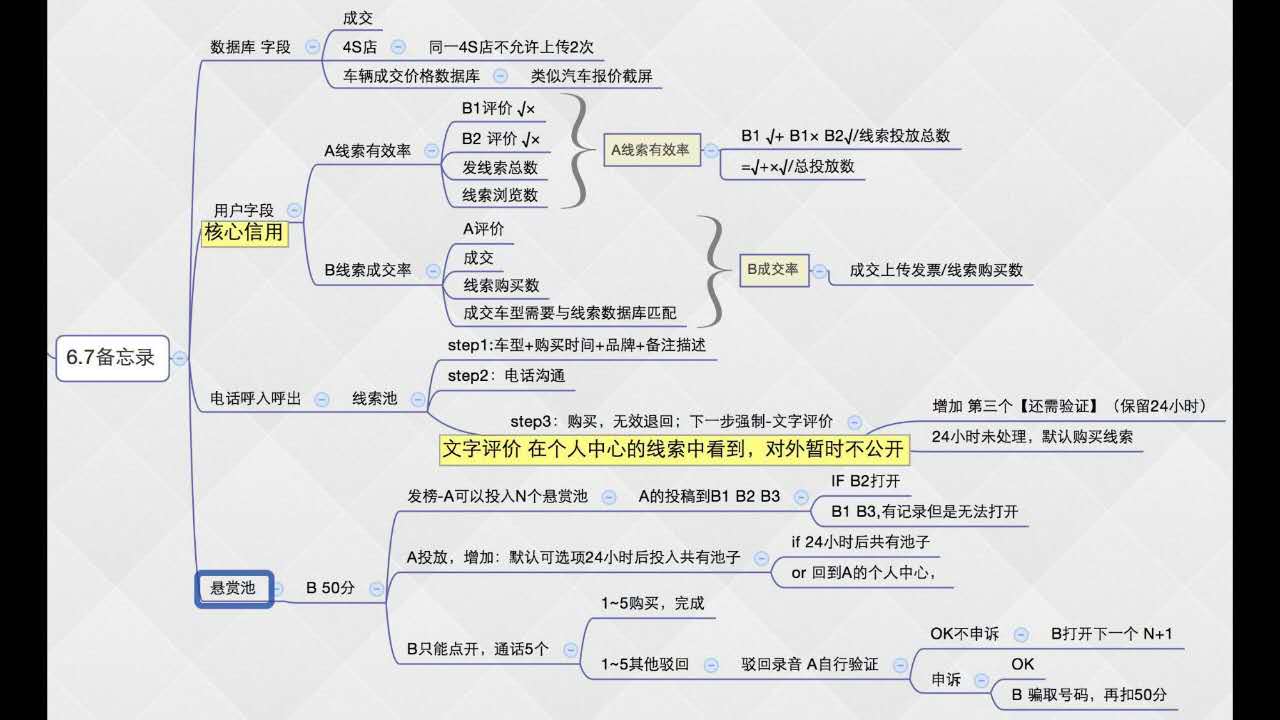 6.7备忘录
数据库 字段
成交
4S店
同一4S店不允许上传2次
车辆成交价格数据库
类似汽车报价截屏
用户字段
核心信用
A线索有效率
B1评价 √×
B2 评价 √×
发线索总数
线索浏览数
A线索有效率
B1 √+ B1× B2√/线索投放总数
=√+×√/总投放数
B线索成交率
A评价
成交
线索购买数
成交车型需要与线索数据库匹配
B成交率
成交上传发票/线索购买数
电话呼入呼出
线索池
step1:车型+购买时间+品牌+备注描述
step2：电话沟通
step3：购买，无效退回；下一步强制-文字评价
文字评价 在个人中心的线索中看到，对外暂时不公开
增加 第三个【还需验证】（保留24小时）
24小时未处理，默认购买线索
悬赏池
B 50分
发榜-A可以投入N个悬赏池
A的投稿到B1 B2 B3
IF B2打开
B1 B3,有记录但是无法打开
A投放，增加：默认可选项24小时后投入共有池子
if 24小时后共有池子
or 回到A的个人中心，
B只能点开，通话5个
1~5购买，完成
1~5其他驳回
驳回录音 A自行验证
OK不申诉
B打开下一个 N+1
申诉
OK
B 骗取号码，再扣50分